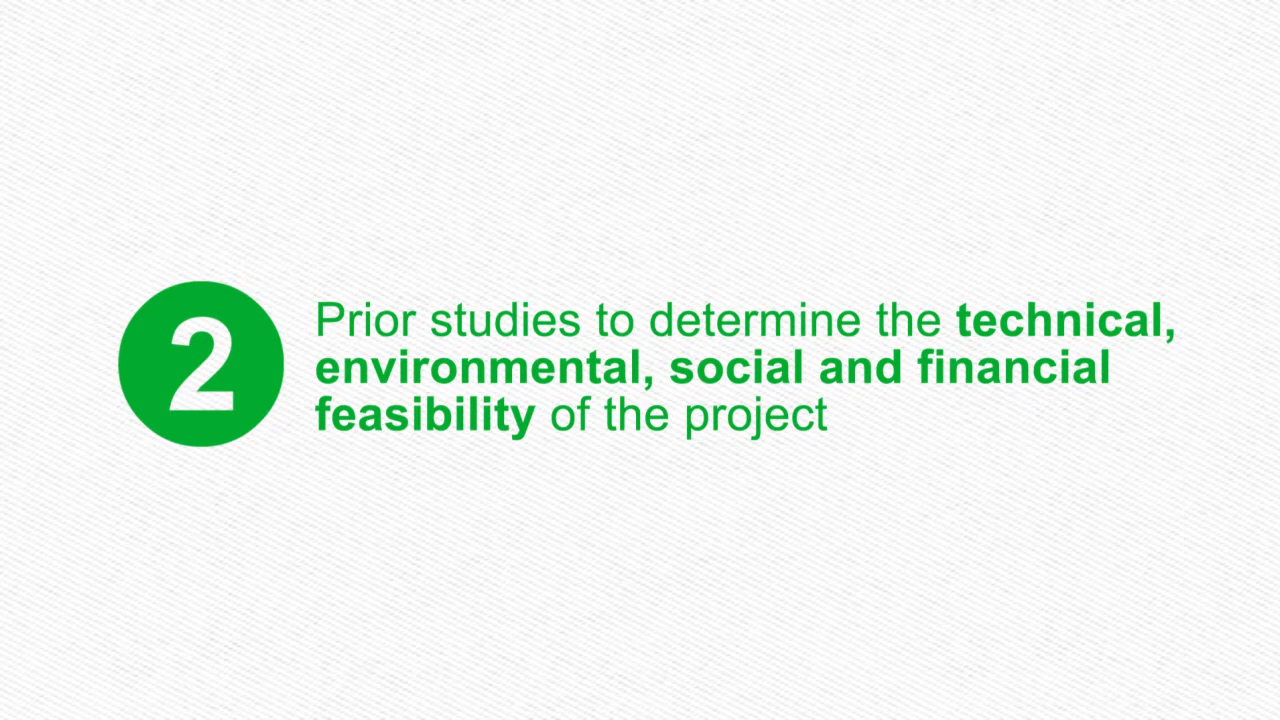 2
Prior studies to determine the technical,
environmental, social and financial
feasibility of the project